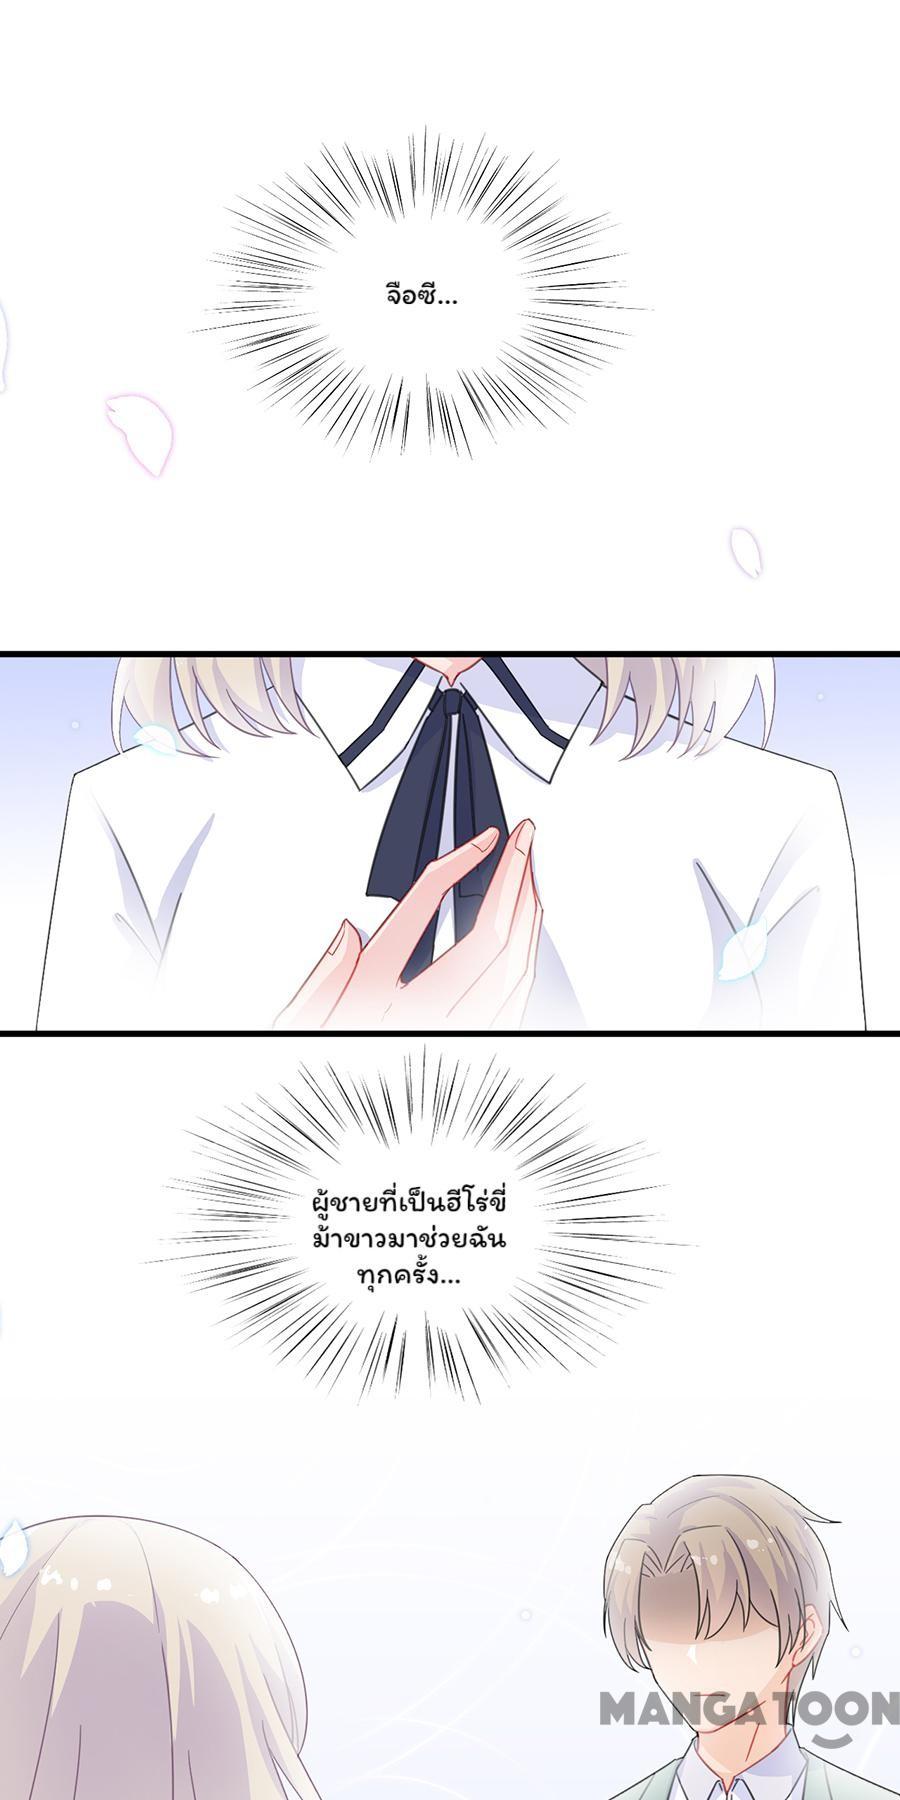 จือซี...
ผู้ชายที่เป็นฮีโร่ขี่
ม้าขาวมาช่วยฉัน
ทุกครั้ง...
MANGATOON